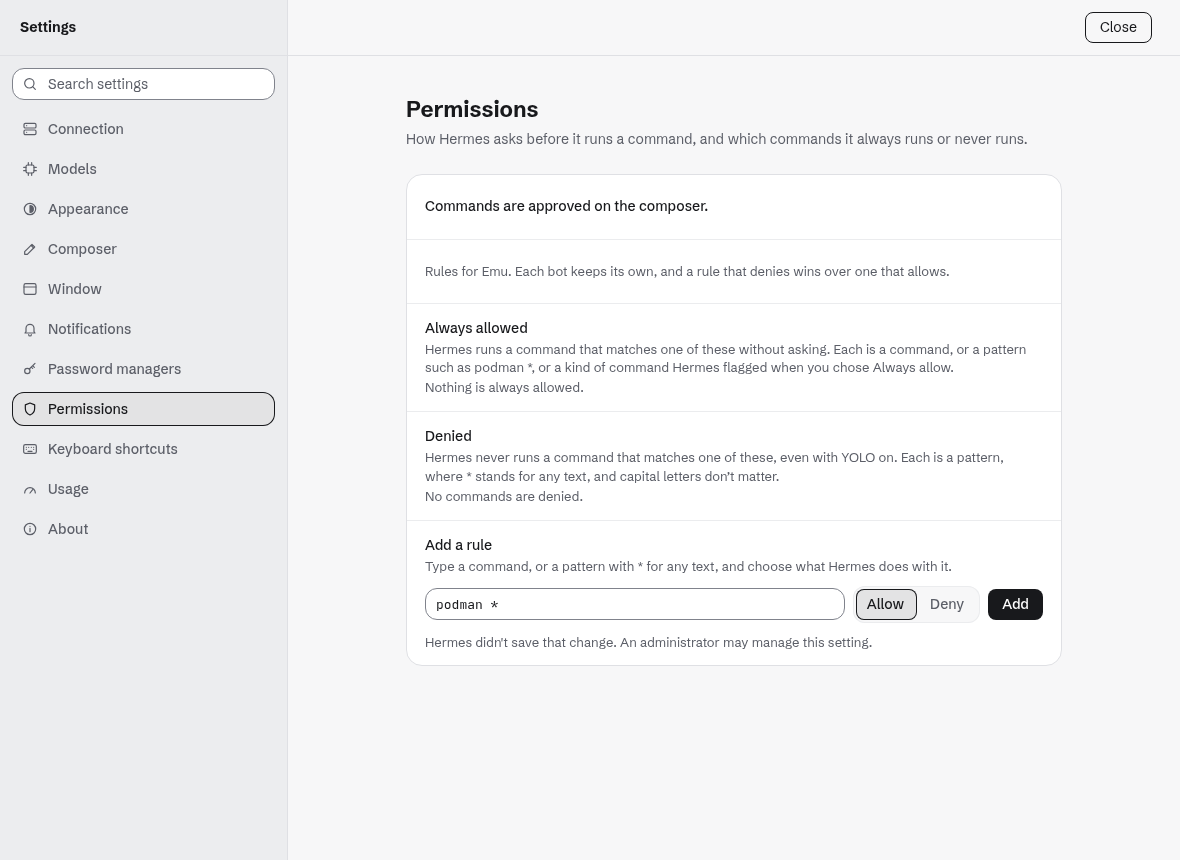 Settings
Close
Search settings
Connection
Models
Appearance
Composer
Window
Notifications
Password managers
Permissions
Keyboard shortcuts
Usage
About
Permissions
How Hermes asks before it runs a command, and which commands it always runs or never runs.
Commands are approved on the composer.
Rules for Emu. Each bot keeps its own, and a rule that denies wins over one that allows.
Always allowed
Hermes runs a command that matches one of these without asking. Each is a command, or a pattern
such as podman *, or a kind of command Hermes flagged when you chose Always allow.
Nothing is always allowed.
Denied
Hermes never runs a command that matches one of these, even with YOLO on. Each is a pattern,
where * stands for any text, and capital letters don't matter.
No commands are denied.
Add a rule
Type a command, or a pattern with * for any text, and choose what Hermes does with it.
podman *
Allow
Deny
Add
Hermes didn't save that change. An administrator may manage this setting.